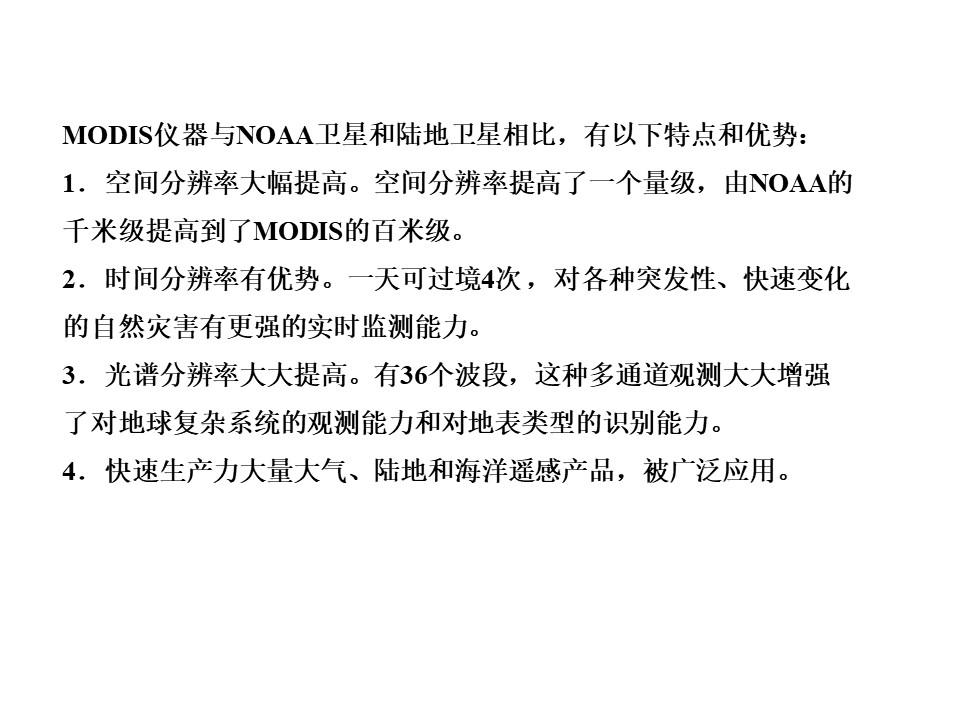 MODIS仪器与NOAA卫星和陆地卫星相比，有以下特点和优势：
1．空间分辨率大幅提高。空间分辨率提高了一个量级，由NOAA的
千米级提高到了MODIS的百米级。
2．时间分辨率有优势。一天可过境4次，对各种突发性、快速变化
的自然灾害有更强的实时监测能力。
3．光谱分辨率大大提高。有36个波段，这种多通道观测大大增强
了对地球复杂系统的观测能力和对地表类型的识别能力。
4．快速生产力大量大气、陆地和海洋遥感产品，被广泛应用。